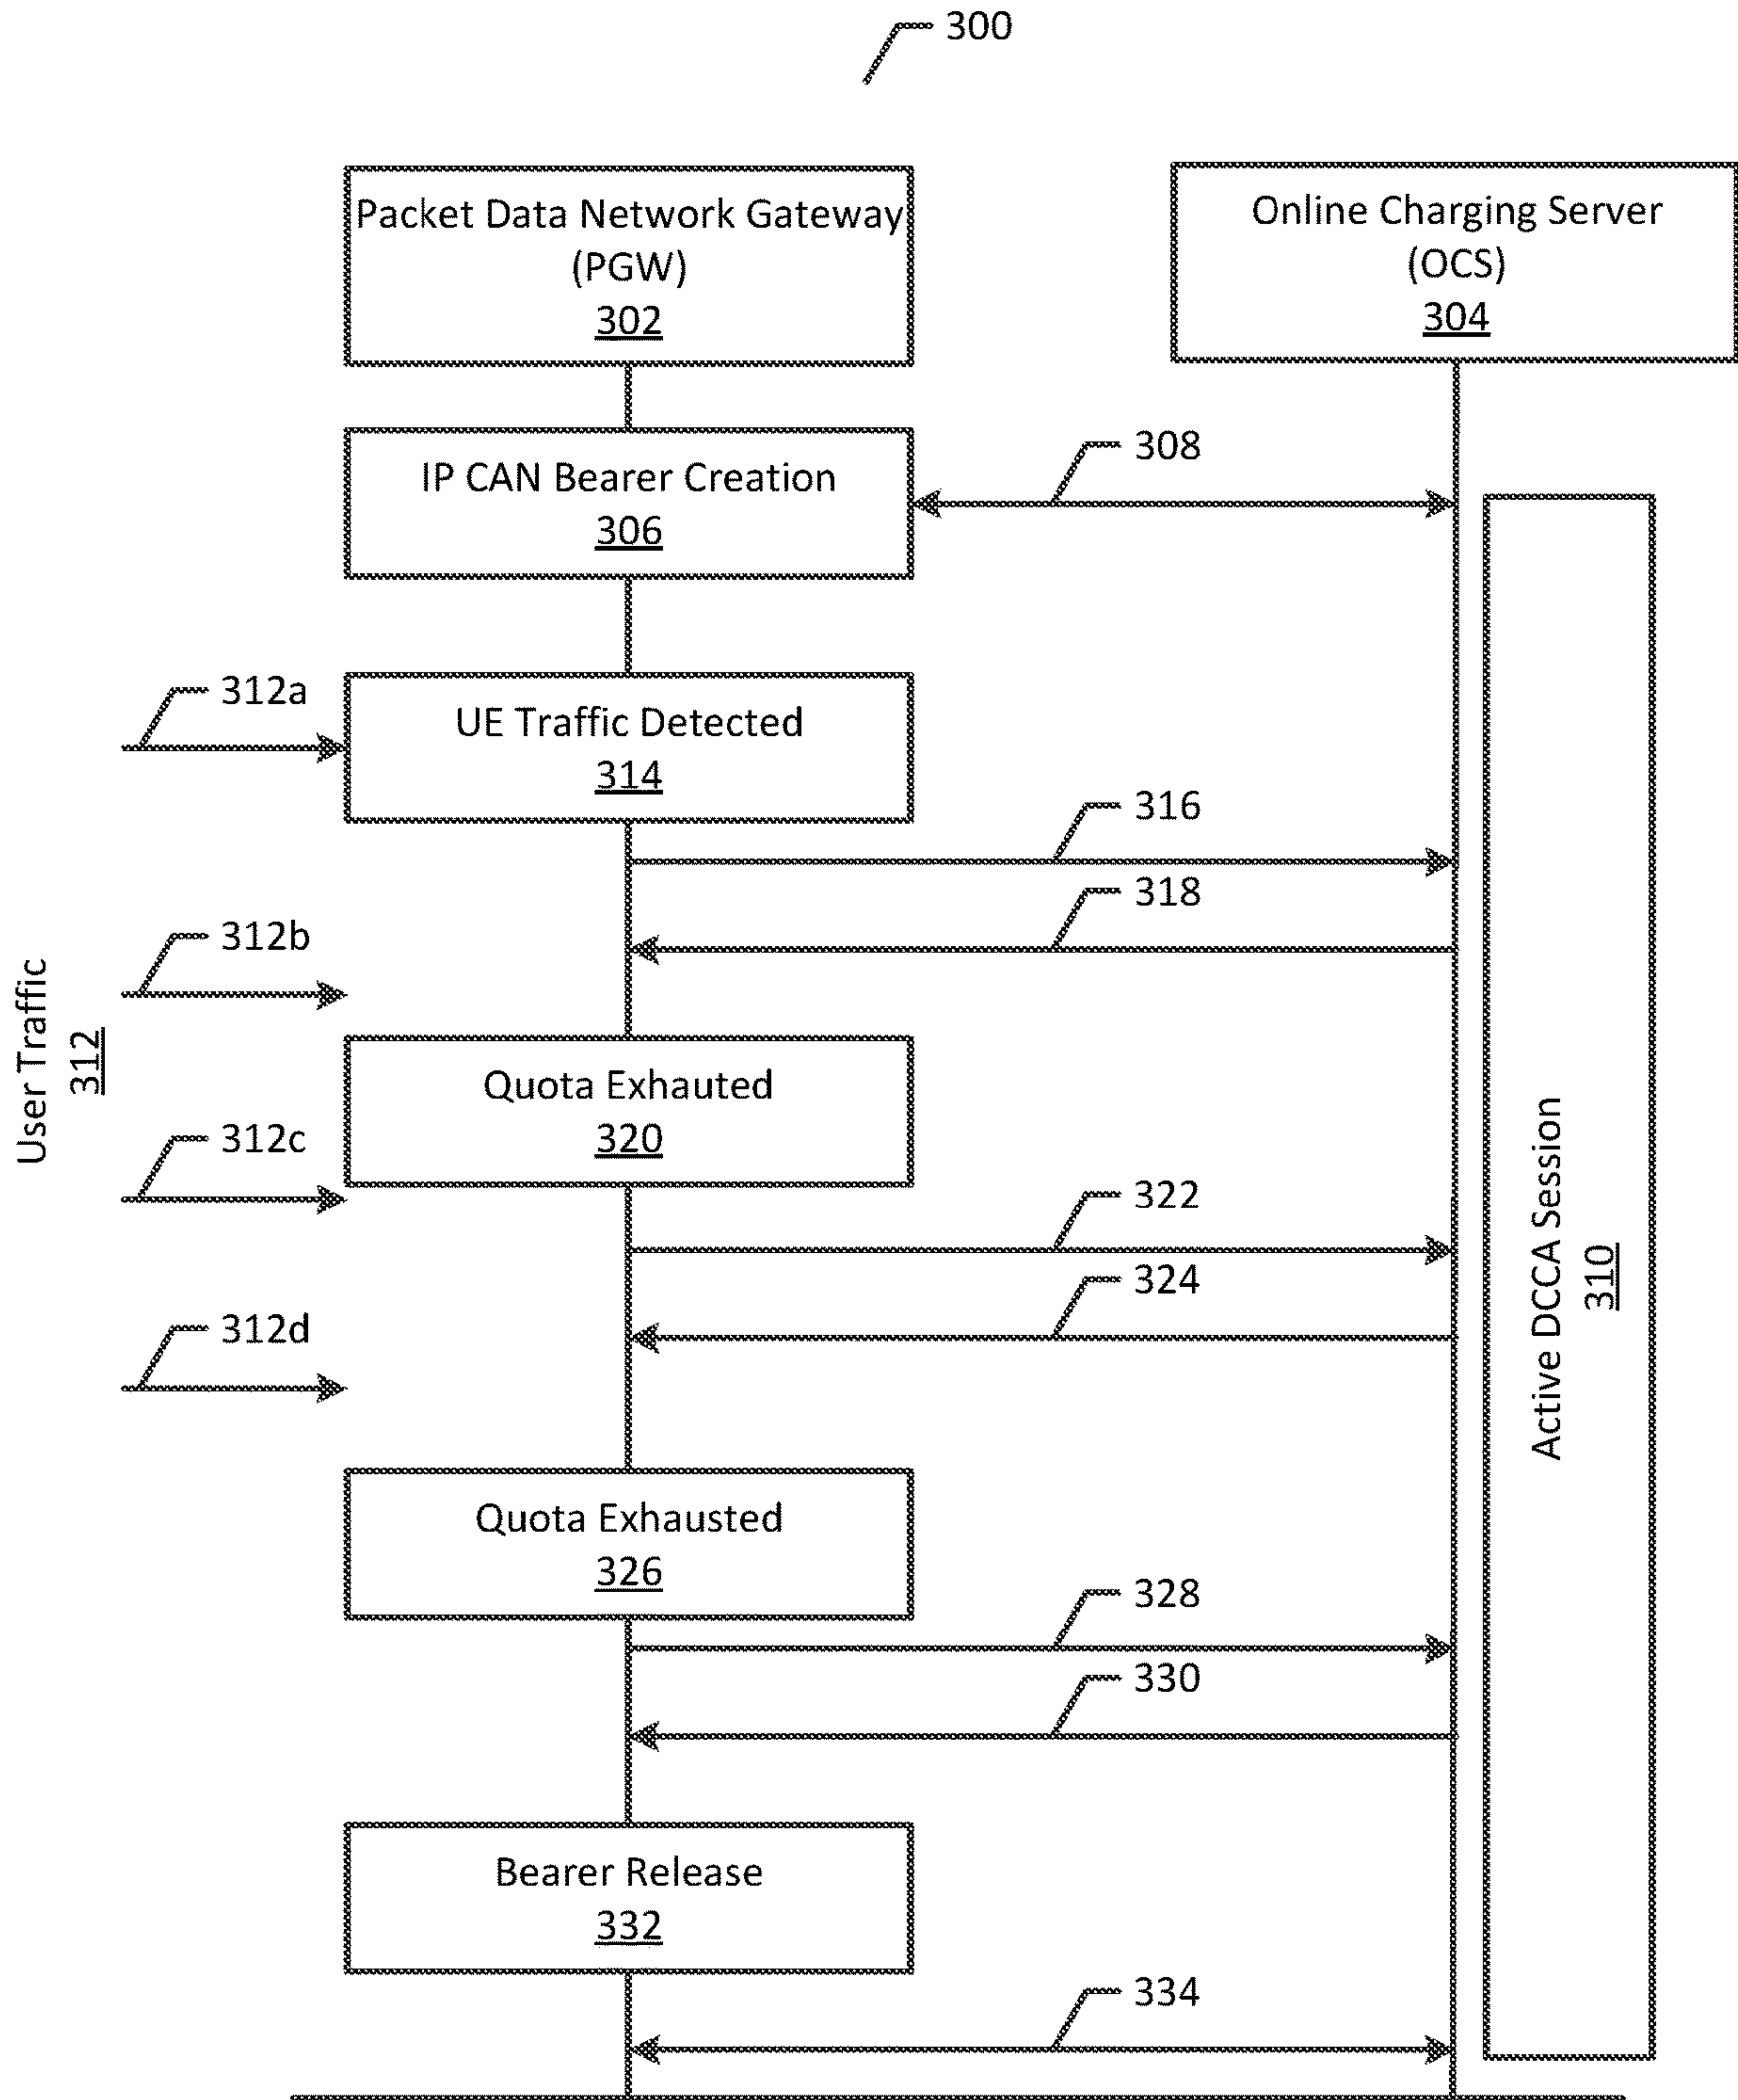 300
Packet Data Network Gateway
(PGW)
302
Online Charging Server
(OCS)
304
IP CAN Bearer Creation
306
308
312a
UE Traffic Detected
314
316
318
312b
User Traffic
312
Quota Exhauted
320
312c
322
324
312d
Active DCCA Session
310
Quota Exhausted
326
328
330
Bearer Release
332
334